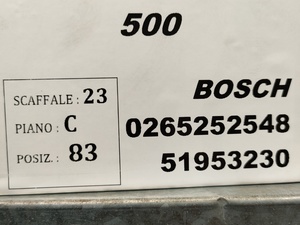 500
BOSCH
0265252548
51953230
SCAFFALE : 23
PIANO : C
POSIZ. : 83